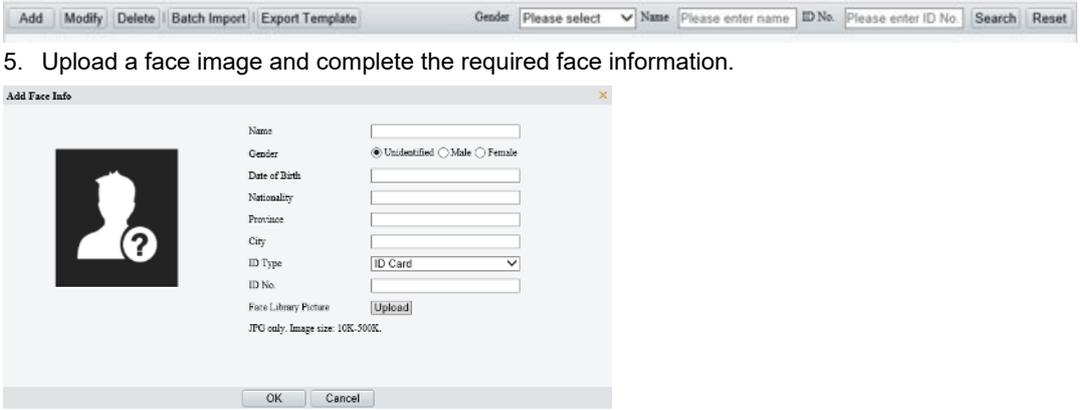 Add Modify Delete Batch Import Export Template Gender Please select Name Please enter name ID No. Please enter ID No. Search Reset
5. Upload a face image and complete the required face information.
Add Face Info
Name
Gender Unidentified Male Female
Date of Birth
Nationality
Province
City
ID Type ID Card
ID No.
Face Library Picture Upload
JPG only. Image size: 10K-500K.
OK Cancel